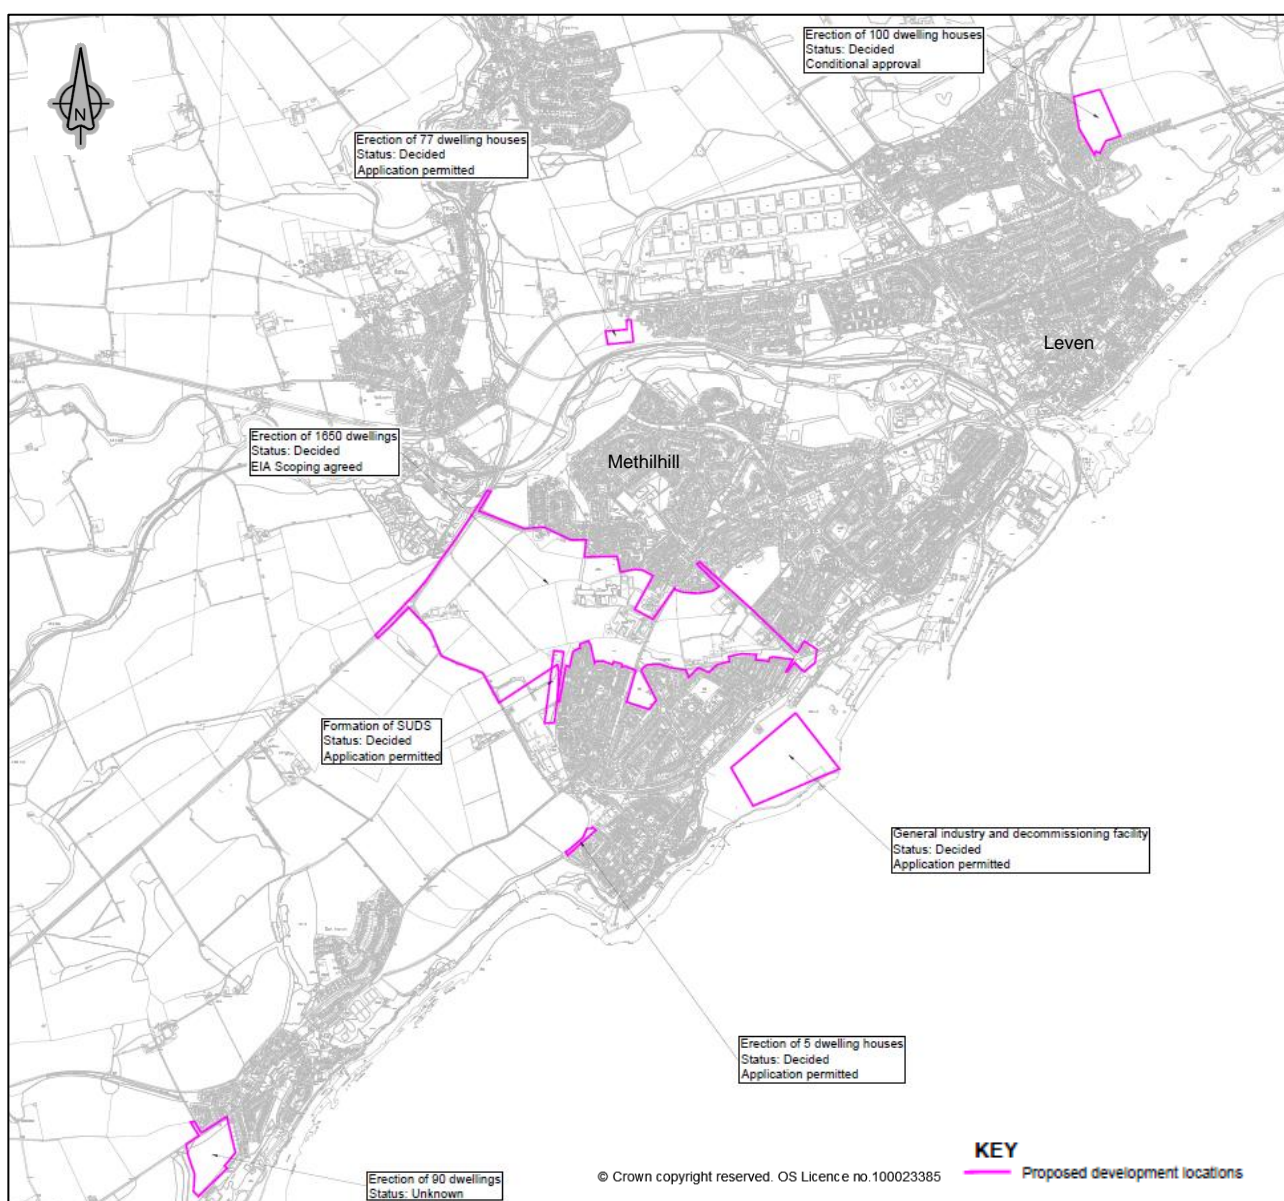 Erection of 100 dwelling houses
Status: Decided
Conditional approval
N
Erection of 77 dwelling houses
Status: Decided
Application permitted
Leven
Erection of 1650 dwellings
Status: Decided
EIA Scoping agreed
Methilhill
Formation of SUDS
Status: Decided
Application permitted
General industry and decommissioning facility
Status: Decided
Application permitted
Erection of 5 dwelling houses
Status: Decided
Application permitted
Erection of 90 dwellings
Status: Unknown
© Crown copyright reserved. OS Licence no.100023385
KEY
Proposed development locations